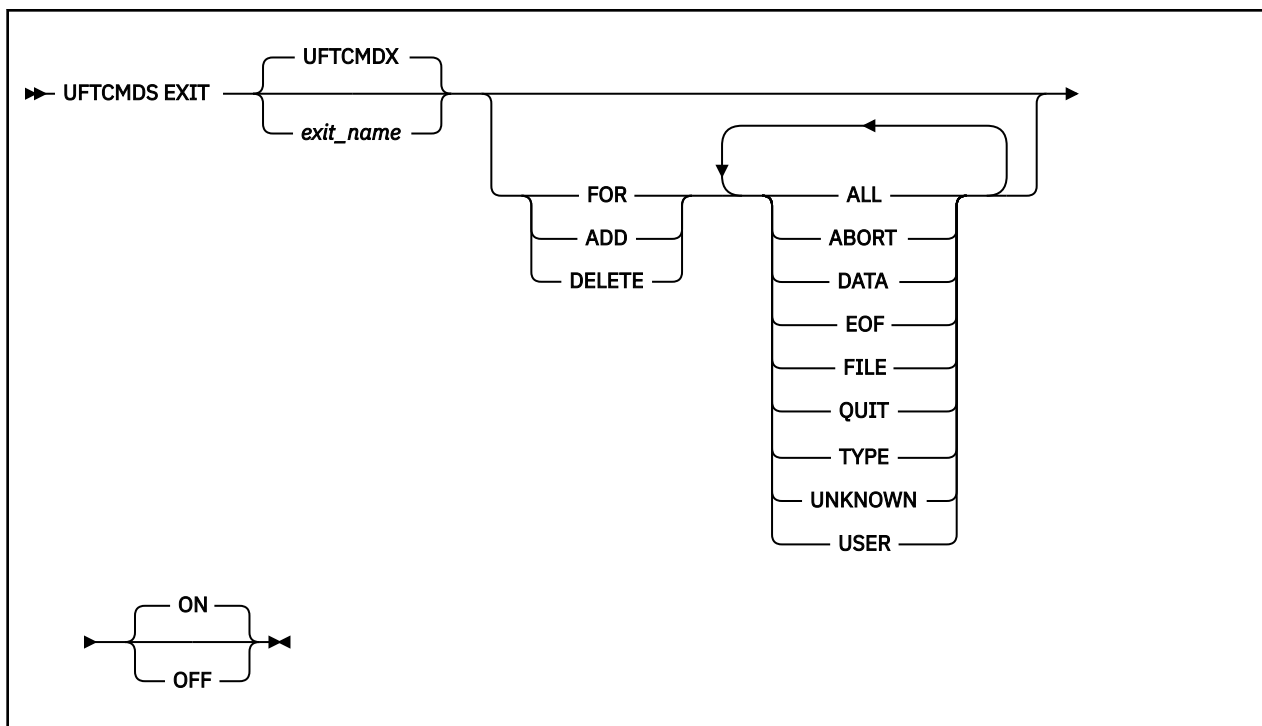 UFTCMDX
UFTCMDS EXIT
exit_name
FOR
ADD
DELETE
ALL
ABORT
DATA
EOF
FILE
QUIT
TYPE
UNKNOWN
USER
ON
OFF